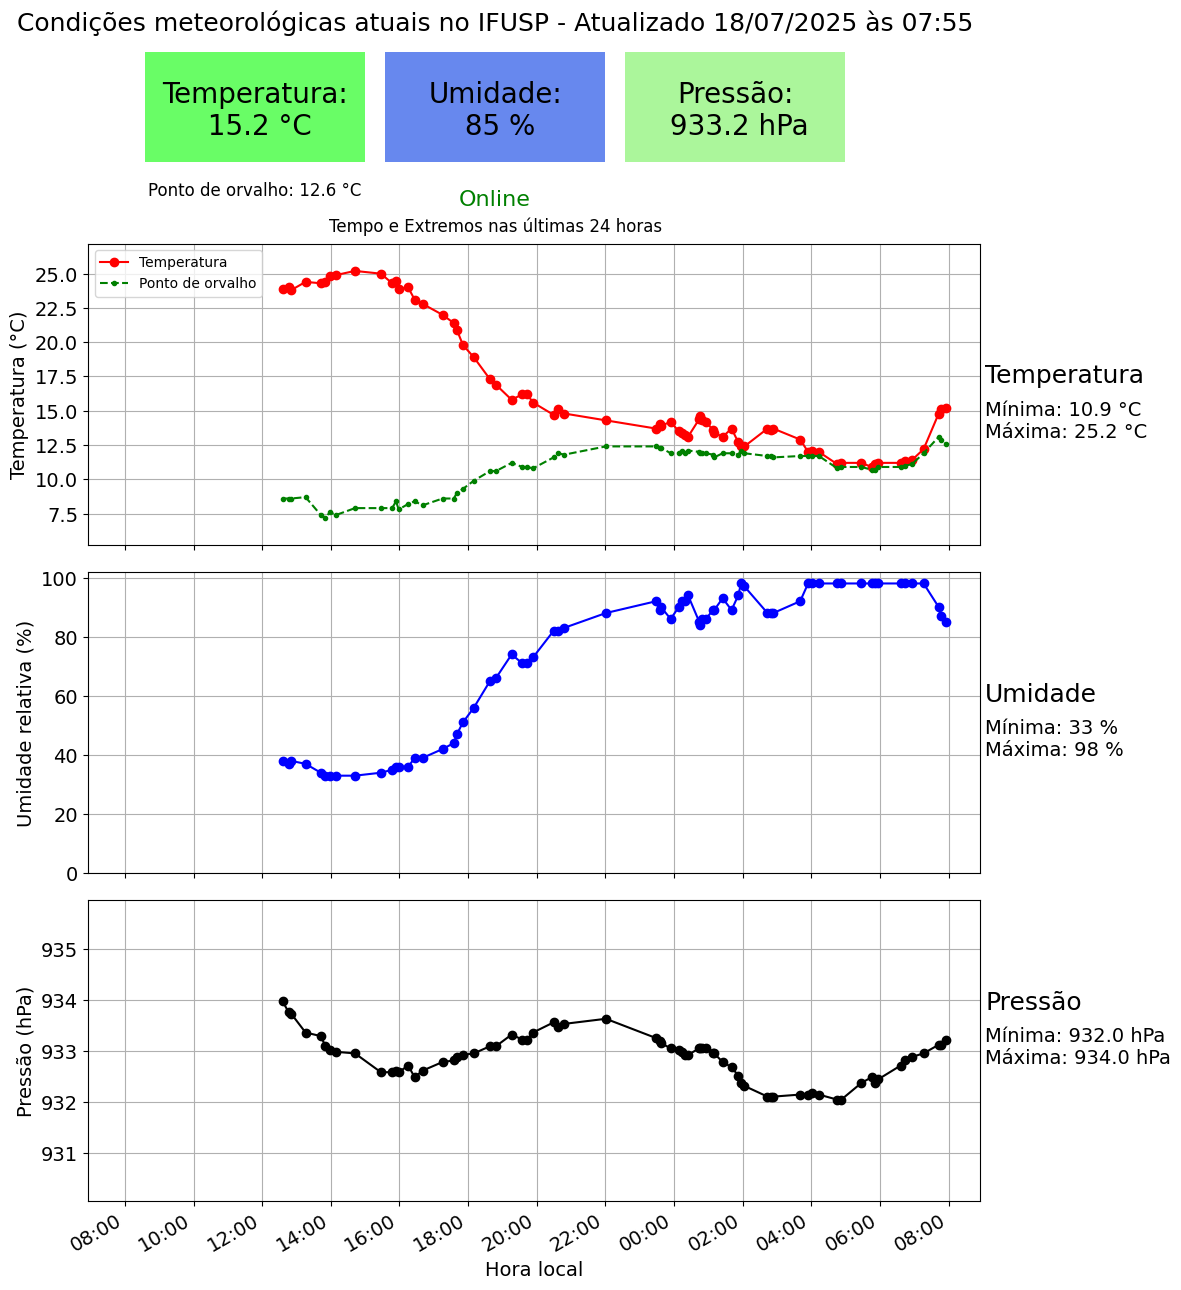 Condições meteorológicas atuais no IFUSP - Atualizado 18/07/2025 às 07:55
Temperatura:
15.2 °C
Umidade:
85 %
Pressão:
933.2 hPa
Ponto de orvalho: 12.6 °C
Online
Tempo e Extremos nas últimas 24 horas
Temperatura
Ponto de orvalho
Temperatura (°C)
25.0
22.5
20.0
17.5
15.0
12.5
10.0
7.5
Temperatura
Mínima: 10.9 °C
Máxima: 25.2 °C
Umidade relativa (%)
100
80
60
40
20
0
Umidade
Mínima: 33 %
Máxima: 98 %
Pressão (hPa)
935
934
933
932
931
Pressão
Mínima: 932.0 hPa
Máxima: 934.0 hPa
08:00 10:00 12:00 14:00 16:00 18:00 20:00 22:00 00:00 02:00 04:00 06:00 08:00
Hora local